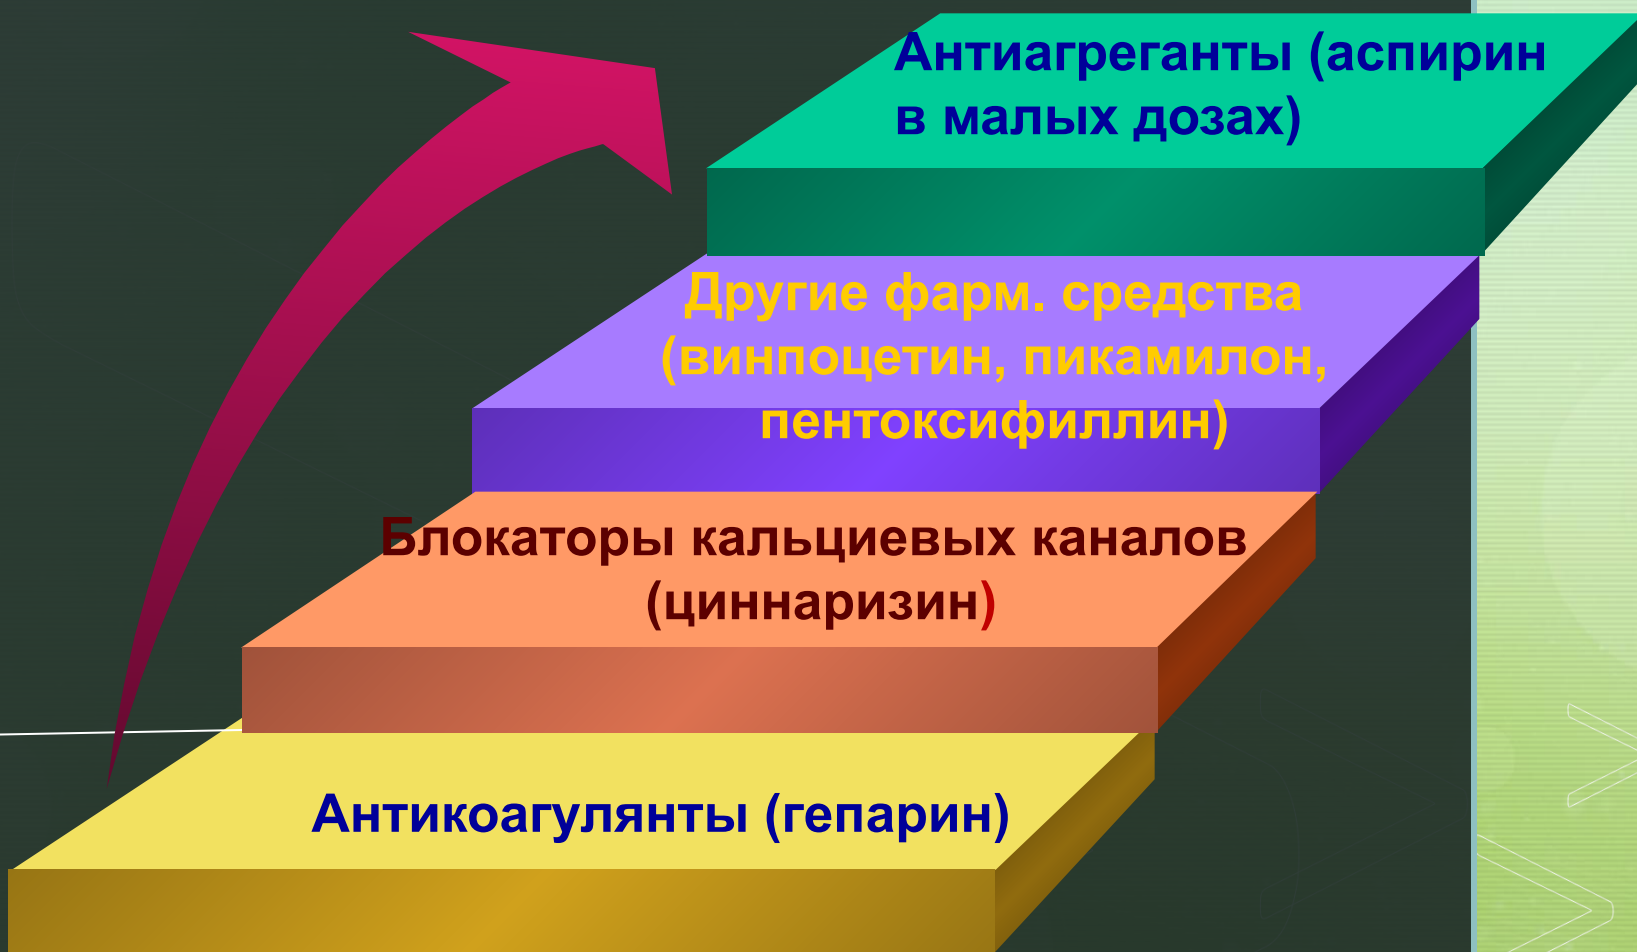 Антиагреганты (аспирин
в малых дозах)
Другие фарм. средства
(винпоцетин, пикамилон,
пентоксифиллин)
Блокаторы кальциевых каналов
(циннаризин)
Антикоагулянты (гепарин)